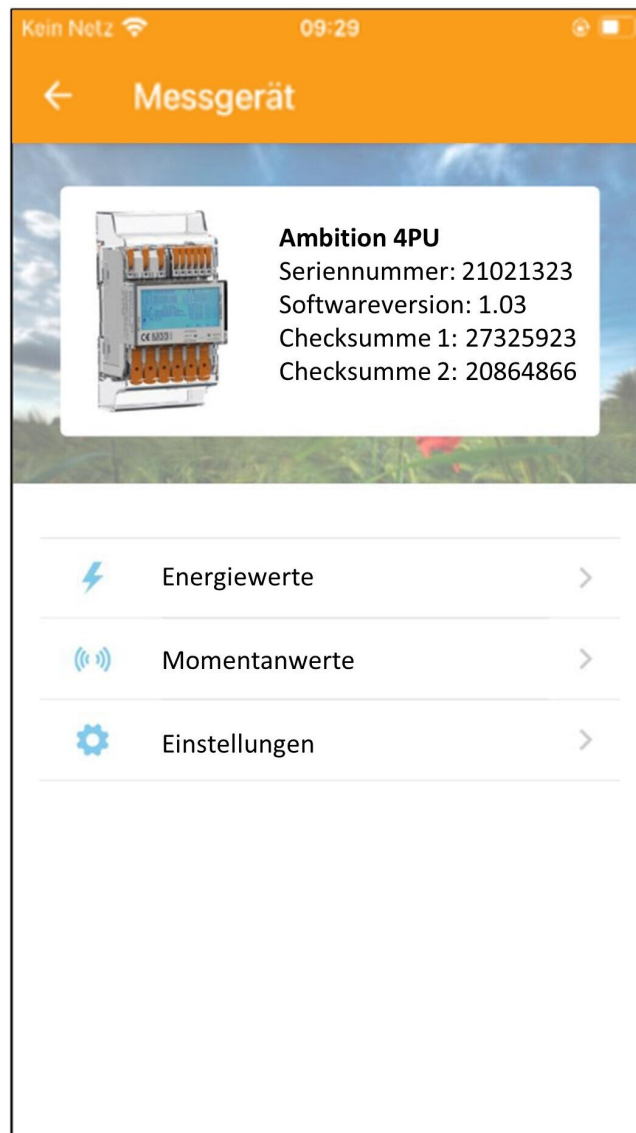 Kein Netz 09:29
Messgerät
Ambition 4PU
Seriennummer: 21021323
Softwareversion: 1.03
Checksumme 1: 27325923
Checksumme 2: 20864866
Energiewerte
Momentanwerte
Einstellungen